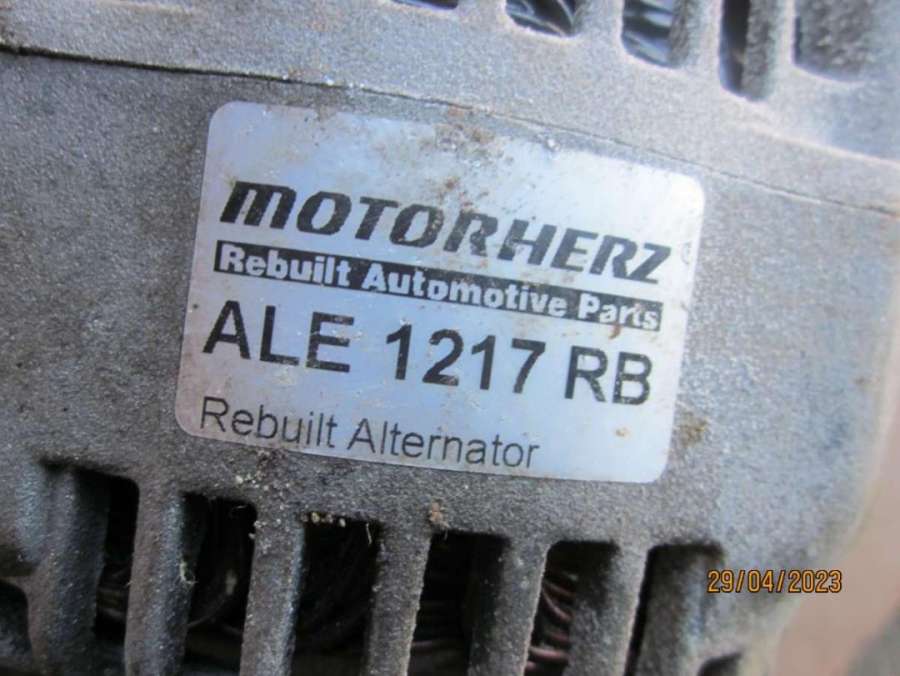 MOTORHERZ
Rebuilt Automotive Parts
ALE 1217 RB
Rebuilt Alternator
29/04/2023